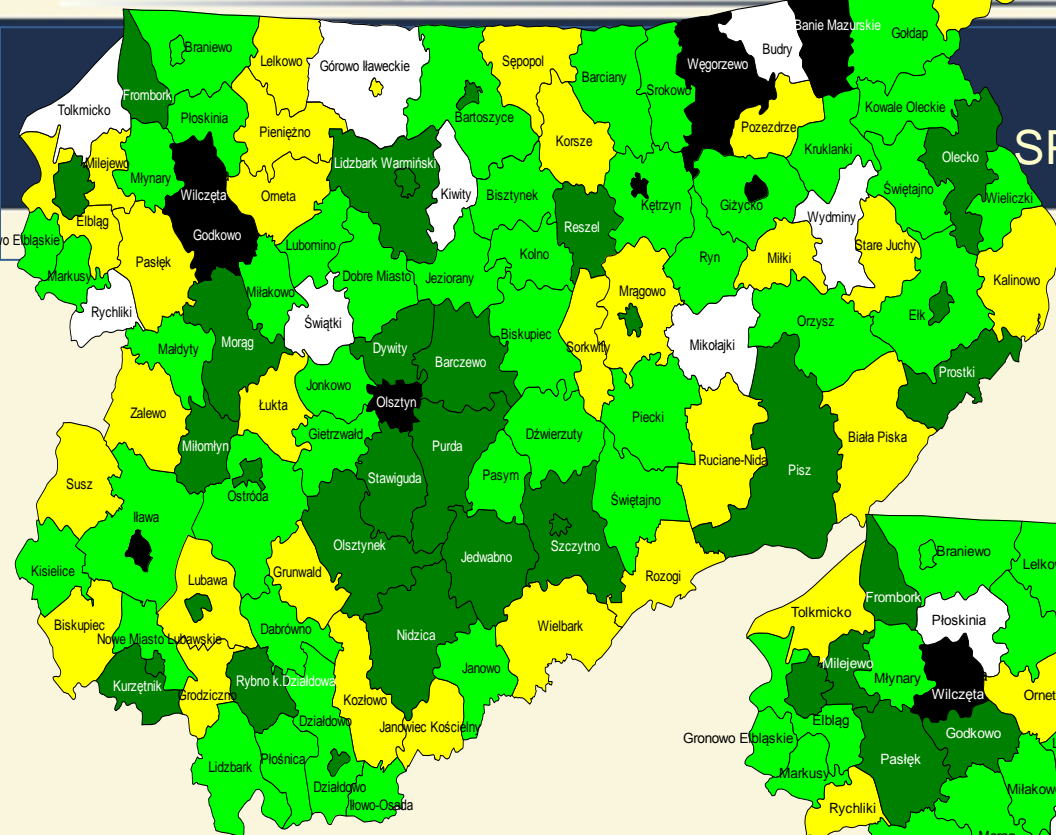 Banie Mazurskie
Gołdap
Braniewo
Budry
Lelkowo
Górowo Iławeckie
Sępopol
Węgorzewo
Barciany
Srokowo
Frombork
Tolkmicko
Płoskinia
Bartoszyce
Kowale Oleckie
Pozezdrze
Pieniężno
Korsze
SP
Kruklanki
Olecko
Milejewo
Lidzbark Warmiński
Młynary
Świętajno
Wilczęta
Orneta
Kiwity
Bisztynek
Kętrzyn
Giżycko
Wieliczki
Wydminy
Elbląg
Reszel
Godkowo
wo Elbląskie
Lubomino
Stare Juchy
Kolno
Ryn
Miłki
Pasłęk
Markusy
Dobre Miasto
Jeziorany
Kalinowo
Miłakowo
Mrągowo
Rychliki
Świątki
Orzysz
Ełk
Biskupiec
Morąg
Małdyty
Dywity
Sorkwity
Mikołajki
Barczewo
Prostki
Jonkowo
Olsztyn
Łukta
Zalewo
Piecki
Gietrzwałd
Dźwierzuty
Biała Piska
Miłomłyn
Purda
Ruciane-Nida
Pisz
Stawiguda
Pasym
Susz
Ostróda
Świętajno
Iława
Olsztynek
Szczytno
Jedwabno
Braniewo
Lelkow
Kisielice
Grunwald
Rozogi
Lubawa
Frombork
Tolkmicko
Płoskinia
Biskupiec
Wielbark
Dąbrówno
Nidzica
Nowe Miasto Lubawskie
Milejewo
Janowo
Młynary
Rybno k.Działdowa
Kurzętnik
Grodziczno
Wilczęta
Ornet
Kozłowo
Działdowo
Elbląg
Janowiec Kościelny
Godkowo
Gronowo Elbląskie
Płośnica
Pasłęk
Lidzbark
Markusy
Działdowo
Miłakow
Iłowo-Osada
Rychliki